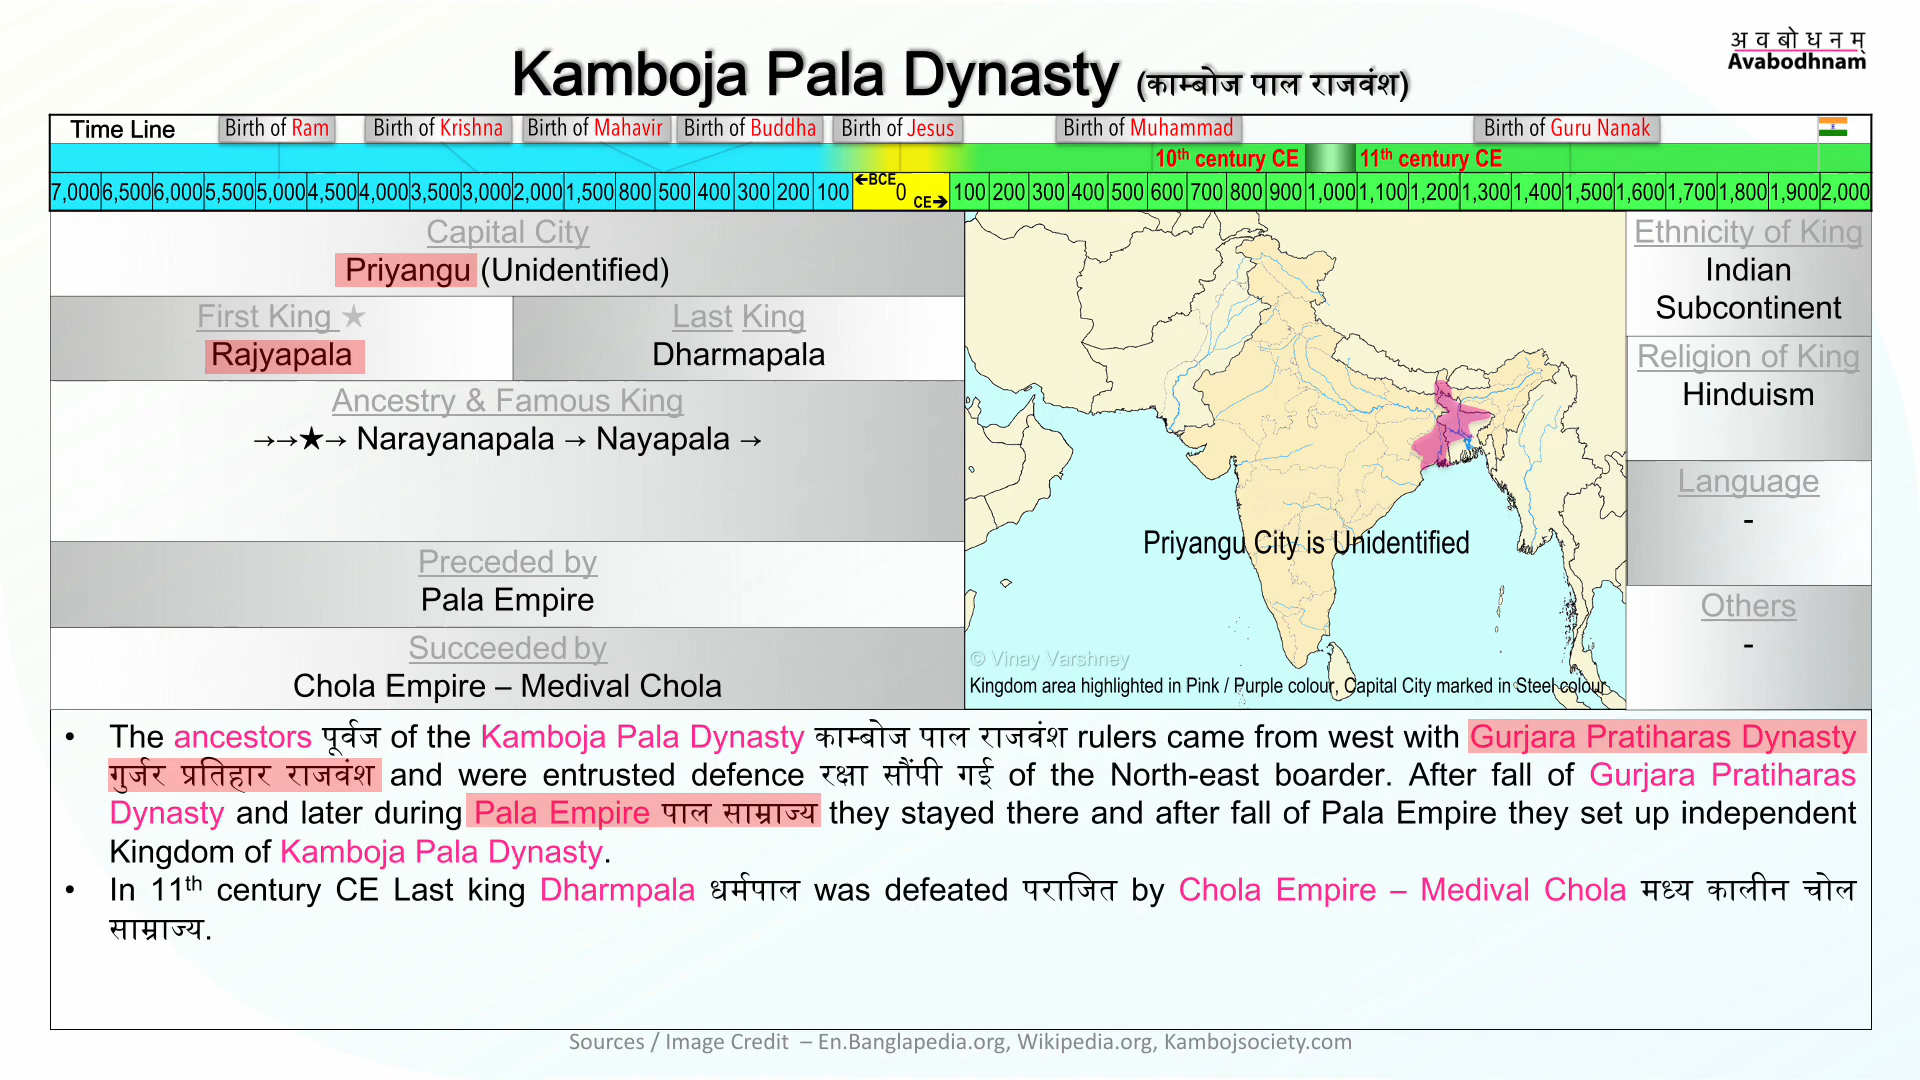 अ व बो ध न म्
Avabodhnam
Kamboja Pala Dynasty (काम्बोज पाल राजवंश)
Time Line
Birth of Ram
Birth of Krishna
Birth of Mahavir
Birth of Buddha
Birth of Jesus
Birth of Muhammad
Birth of Guru Nanak
10th century CE
11th century CE
7,000 6,500 6,000 5,500 5,000 4,500 4,000 3,500 3,000 2,000 1,500 800 500 400 300 200 100 ←BCE 0 CE→ 100 200 300 400 500 600 700 800 900 1,000 1,100 1,200 1,300 1,400 1,500 1,600 1,700 1,800 1,900 2,000
Capital City
Priyangu (Unidentified)
First King ★
Rajyapala
Last King
Dharmapala
Ancestry & Famous King
→→★→ Narayanapala → Nayapala →
Preceded by
Pala Empire
Succeeded by
Chola Empire – Medival Chola
Priyangu City is Unidentified
© Vinay Varshney
Kingdom area highlighted in Pink / Purple colour, Capital City marked in Steel colour
Ethnicity of King
Indian
Subcontinent
Religion of King
Hinduism
Language
-
Others
-
• The ancestors पूर्वज of the Kamboja Pala Dynasty काम्बोज पाल राजवंश rulers came from west with Gurjara Pratiharas Dynasty
गुर्जर प्रतिहार राजवंश and were entrusted defence रक्षा सौंपी गई of the North-east boarder. After fall of Gurjara Pratiharas
Dynasty and later during Pala Empire पाल साम्राज्य they stayed there and after fall of Pala Empire they set up independent
Kingdom of Kamboja Pala Dynasty.
• In 11th century CE Last king Dharmpala धर्मपाल was defeated पराजित by Chola Empire – Medival Chola मध्य कालीन चोल
साम्राज्य.
Sources / Image Credit – En.Banglapedia.org, Wikipedia.org, Kambojsociety.com